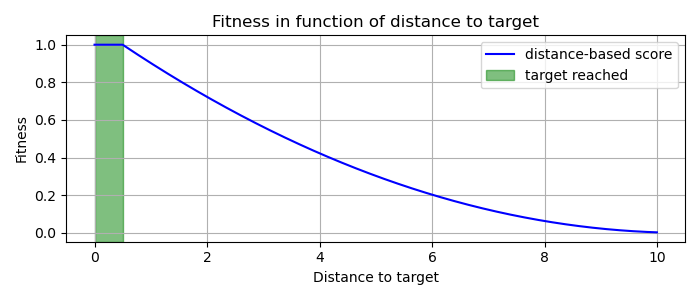 Fitness in function of distance to target
1.0
0.8
0.6
0.4
0.2
0.0
Fitness
distance-based score
target reached
0 2 4 6 8 10
Distance to target